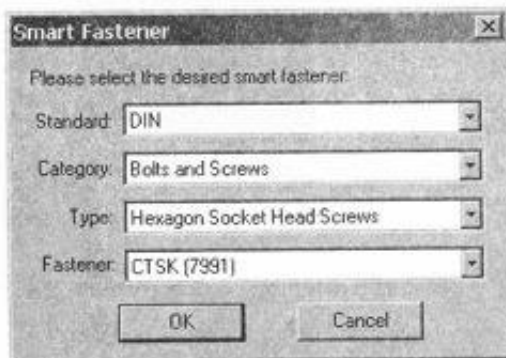 Smart Fastener
Please select the desired smart fastener:
Standard: DIN
Category: Bolts and Screws
Type: Hexagon Socket Head Screws
Fastener: CTSK (7991)
OK Cancel